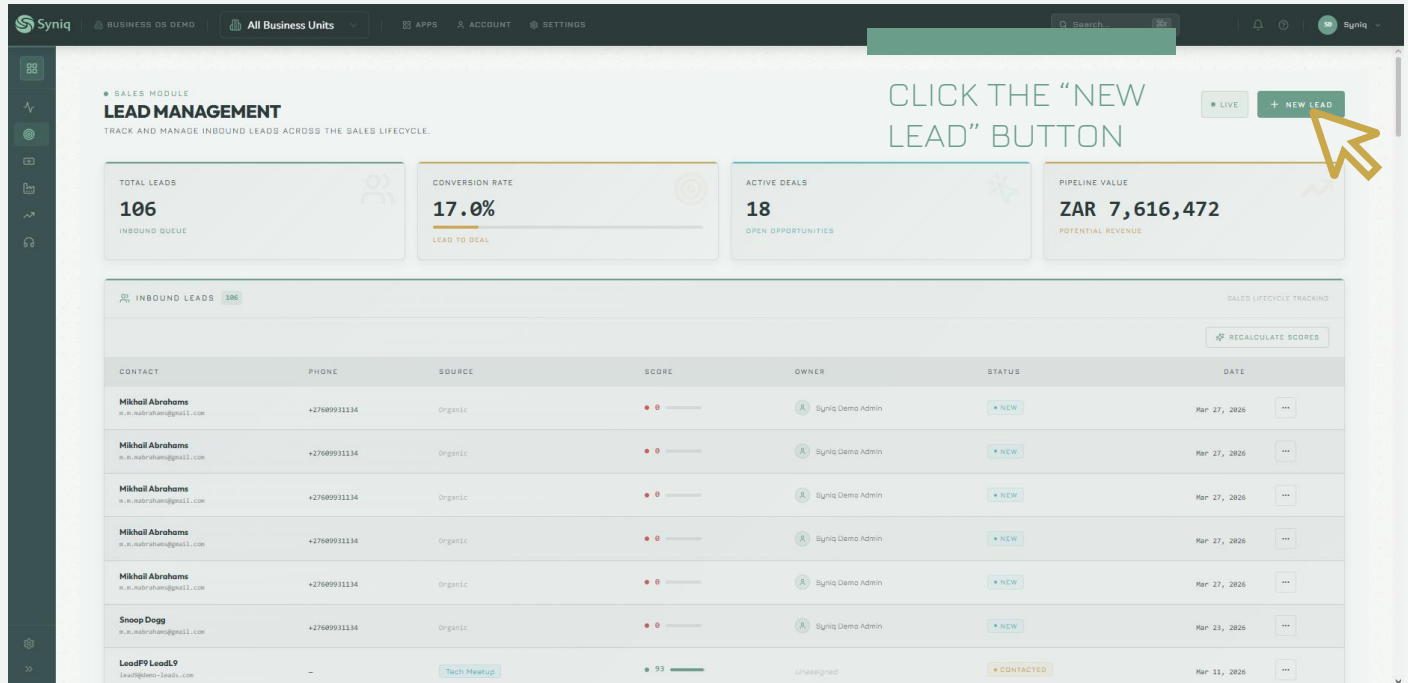 Syniq
BUSINESS OS DEMO
All Business Units
APPS
ACCOUNT
SETTINGS
Search...
SD
Syniq
SALES MODULE
LEAD MANAGEMENT
TRACK AND MANAGE INBOUND LEADS ACROSS THE SALES LIFECYCLE.
CLICK THE “NEW
LEAD” BUTTON
LIVE
+ NEW LEAD
TOTAL LEADS
106
INBOUND QUEUE
CONVERSION RATE
17.0%
LEAD TO DEAL
ACTIVE DEALS
18
OPEN OPPORTUNITIES
PIPELINE VALUE
ZAR 7,616,472
POTENTIAL REVENUE
INBOUND LEADS 106
SALES LIFECYCLE TRACKING
RECALCULATE SCORES
CONTACT PHONE SOURCE SCORE OWNER STATUS DATE
Mikhail Abrahams
m.m.mabrahams@gmail.com
+27609931134 Organic 0 Syniq Demo Admin NEW Mar 27, 2026
Mikhail Abrahams
m.m.mabrahams@gmail.com
+27609931134 Organic 0 Syniq Demo Admin NEW Mar 27, 2026
Mikhail Abrahams
m.m.mabrahams@gmail.com
+27609931134 Organic 0 Syniq Demo Admin NEW Mar 27, 2026
Mikhail Abrahams
m.m.mabrahams@gmail.com
+27609931134 Organic 0 Syniq Demo Admin NEW Mar 27, 2026
Mikhail Abrahams
m.m.mabrahams@gmail.com
+27609931134 Organic 0 Syniq Demo Admin NEW Mar 27, 2026
Snoop Dogg
m.m.mabrahams@gmail.com
+27609931134 Organic 0 Syniq Demo Admin NEW Mar 23, 2026
LeadF9 LeadL9
lead9@demo-leads.com
– Tech Meetup 93 Unassigned CONTACTED Mar 11, 2026